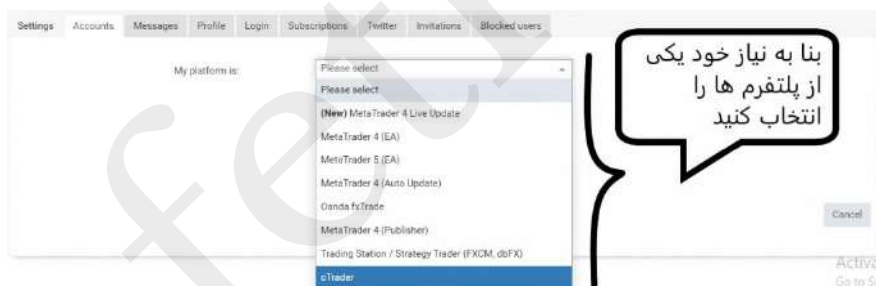 Settings Accounts Messages Profile Login Subscriptions Twitter Invitations Blocked users
My platform is:
Please select
Please select
(New) MetaTrader 4 Live Update
MetaTrader 4 (EA)
MetaTrader 5 (EA)
MetaTrader 4 (Auto Update)
Oanda fxTrade
MetaTrader 4 (Publisher)
Trading Station / Strategy Trader (FXCM, dbFX)
cTrader
بنا به نیاز خود یکی
از پلتفرم ها را
انتخاب کنید
Cancel